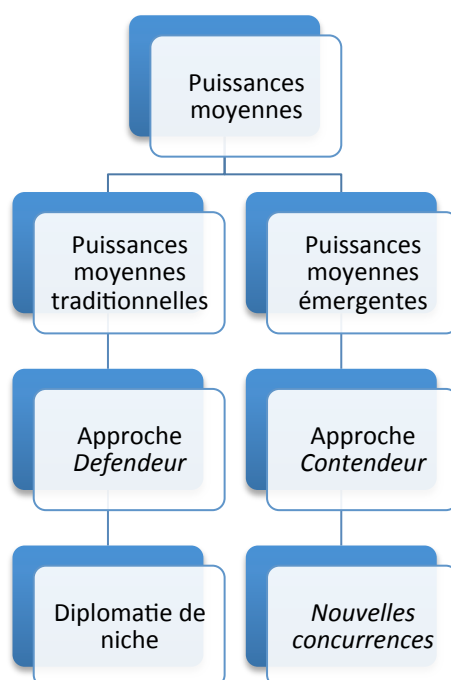 Puissances
moyennes
Puissances
moyennes
traditionnelles
Puissances
moyennes
émergentes
Approche
Defendeur
Approche
Contendeur
Diplomatie de
niche
Nouvelles
concurrences